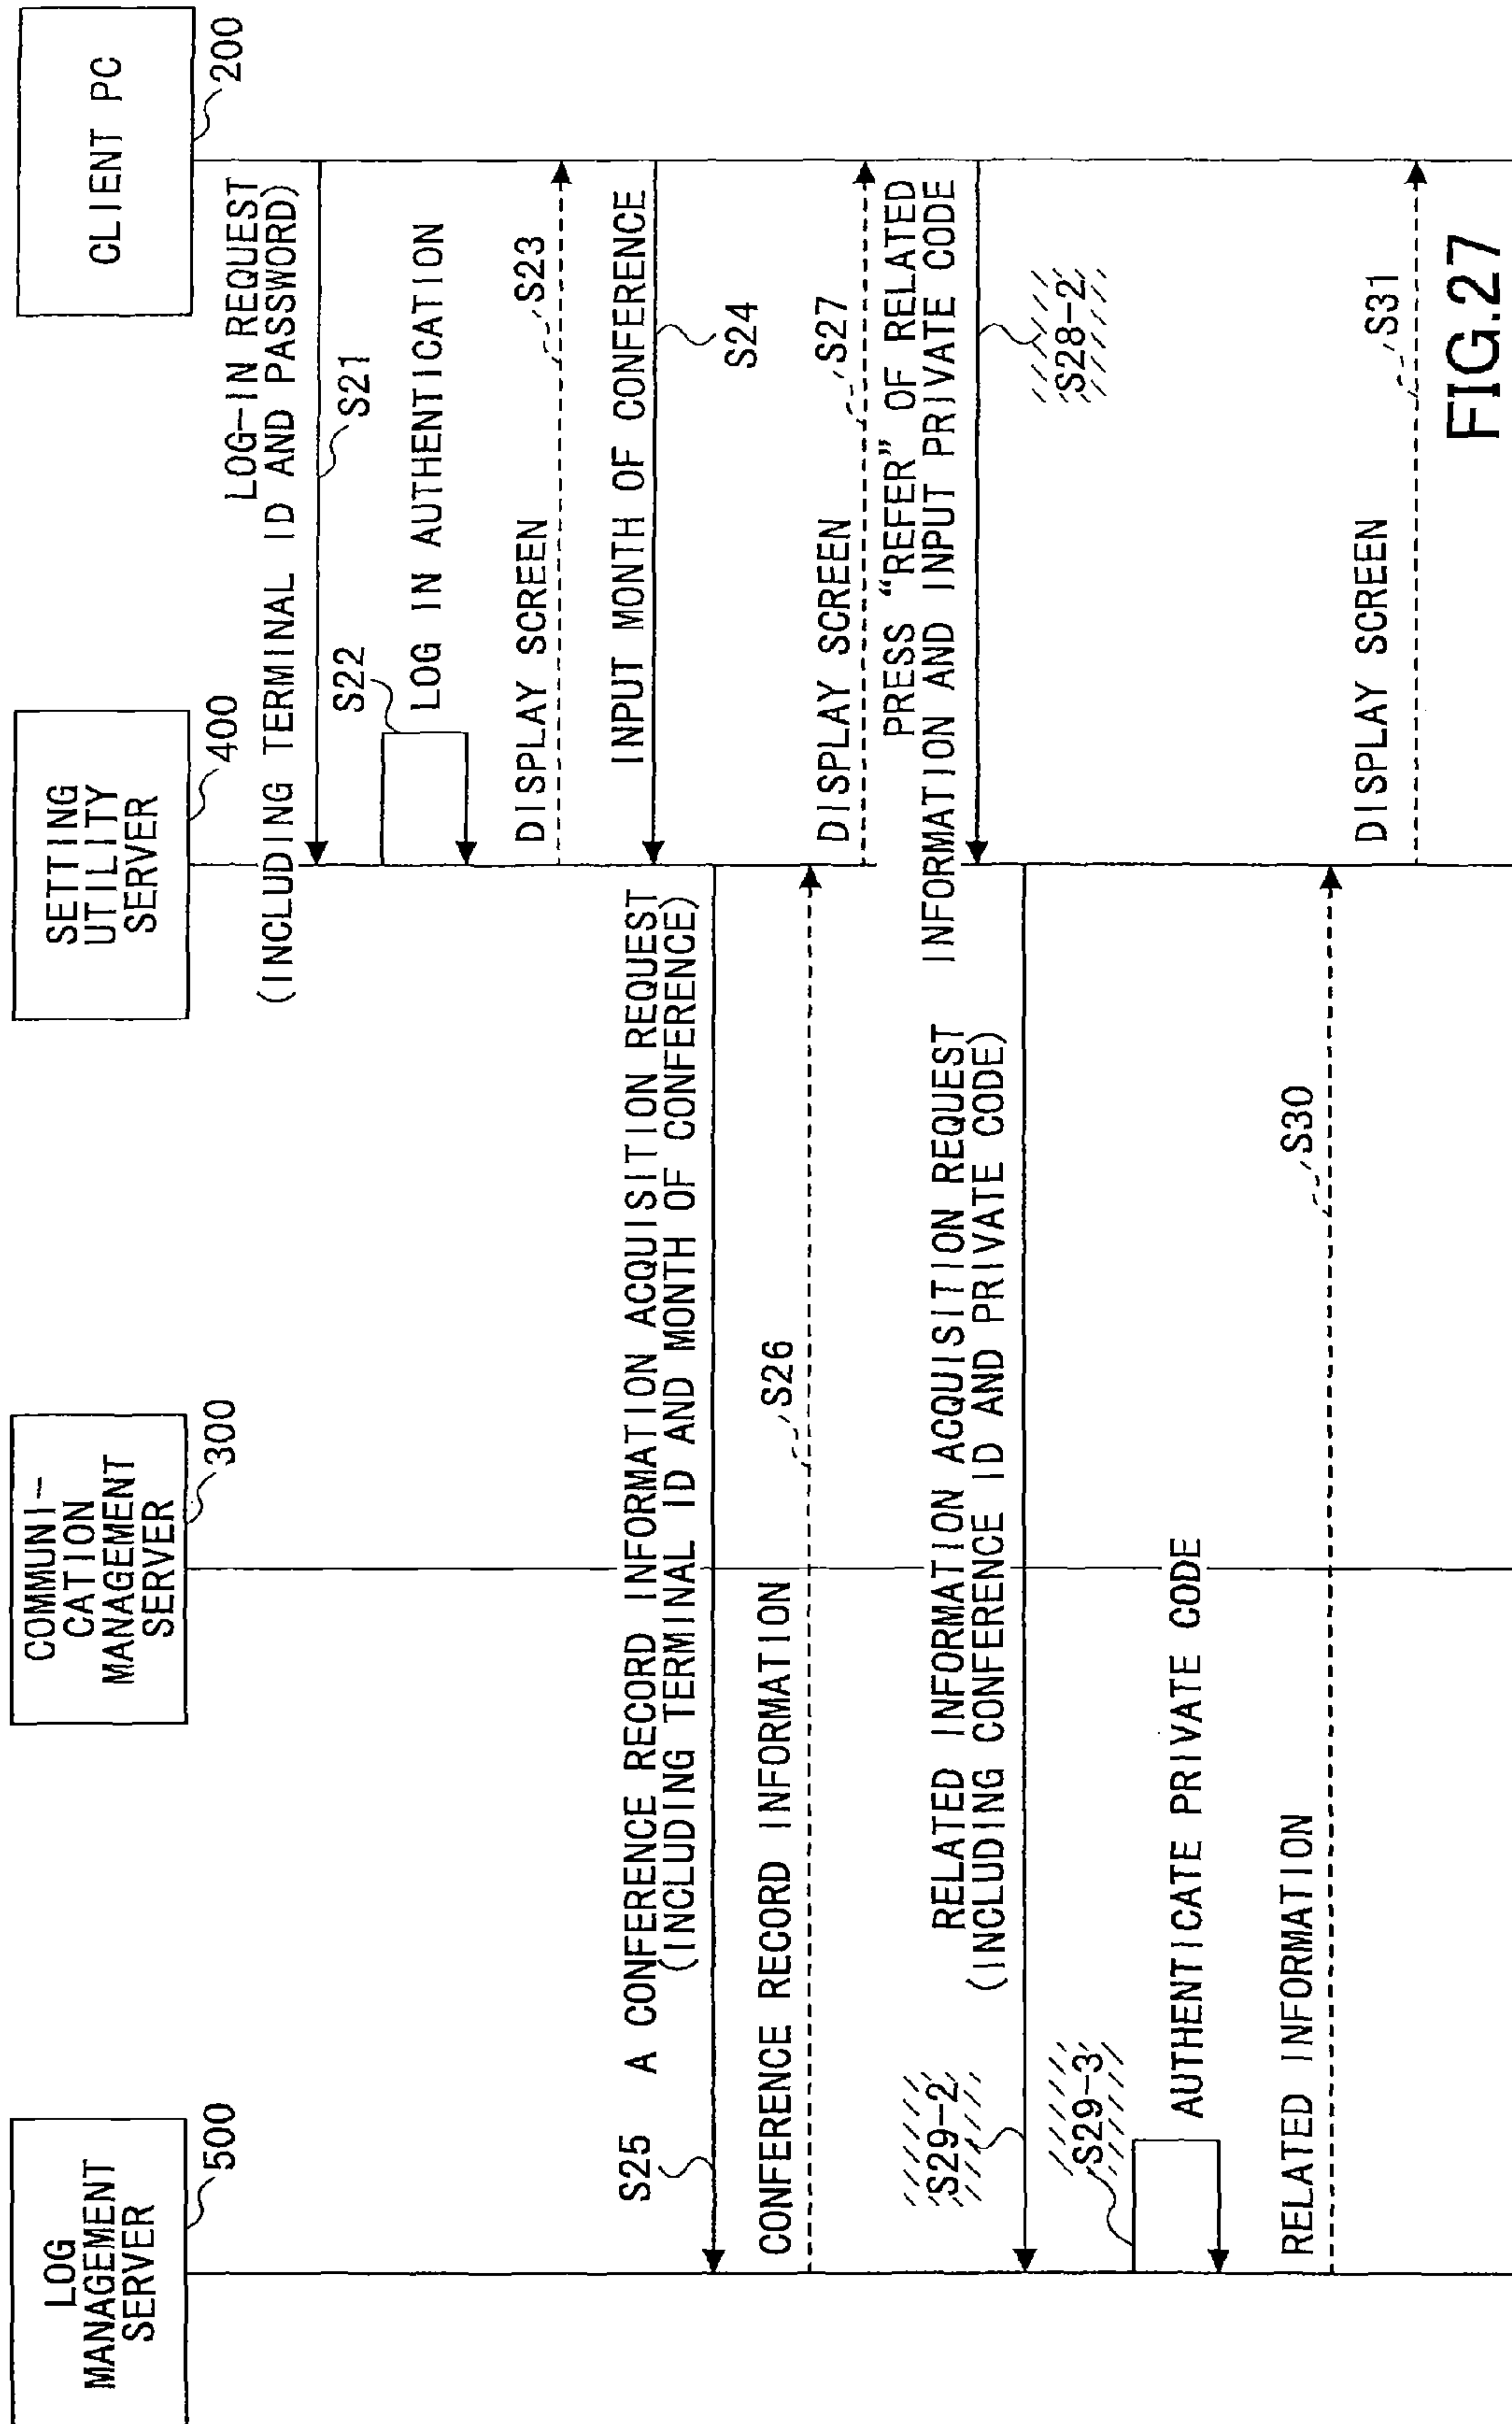 LOG
MANAGEMENT
SERVER
500
COMMUNI-
CATION
MANAGEMENT
SERVER
300
SETTING
UTILITY
SERVER
400
CLIENT PC
200
LOG-IN REQUEST
(INCLUDING TERMINAL ID AND PASSWORD)
S21
S22
LOG IN AUTHENTICATION
DISPLAY SCREEN
S23
INPUT MONTH OF CONFERENCE
S24
S25
A CONFERENCE RECORD INFORMATION ACQUISITION REQUEST
(INCLUDING TERMINAL ID AND MONTH OF CONFERENCE)
CONFERENCE RECORD INFORMATION
S26
DISPLAY SCREEN
S27
PRESS “REFER” OF RELATED
INFORMATION AND INPUT PRIVATE CODE
S28-2
S29-2
RELATED INFORMATION ACQUISITION REQUEST
(INCLUDING CONFERENCE ID AND PRIVATE CODE)
S29-3
AUTHENTICATE PRIVATE CODE
RELATED INFORMATION
S30
DISPLAY SCREEN
S31
FIG.27